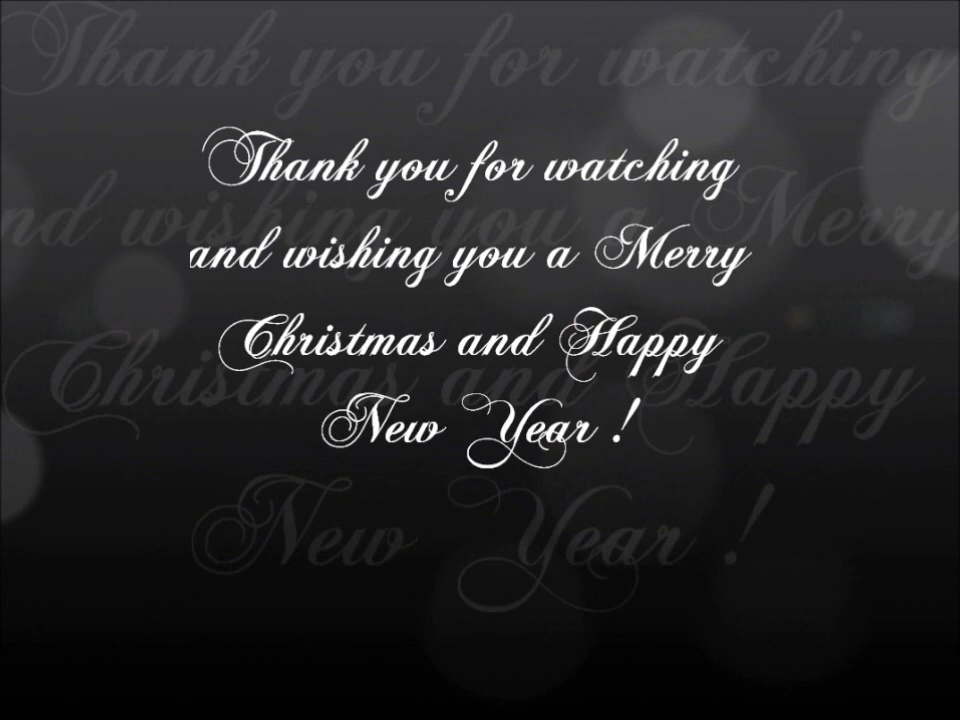 Thank you for watching
and wishing you a Merry
Christmas and Happy
New Year !